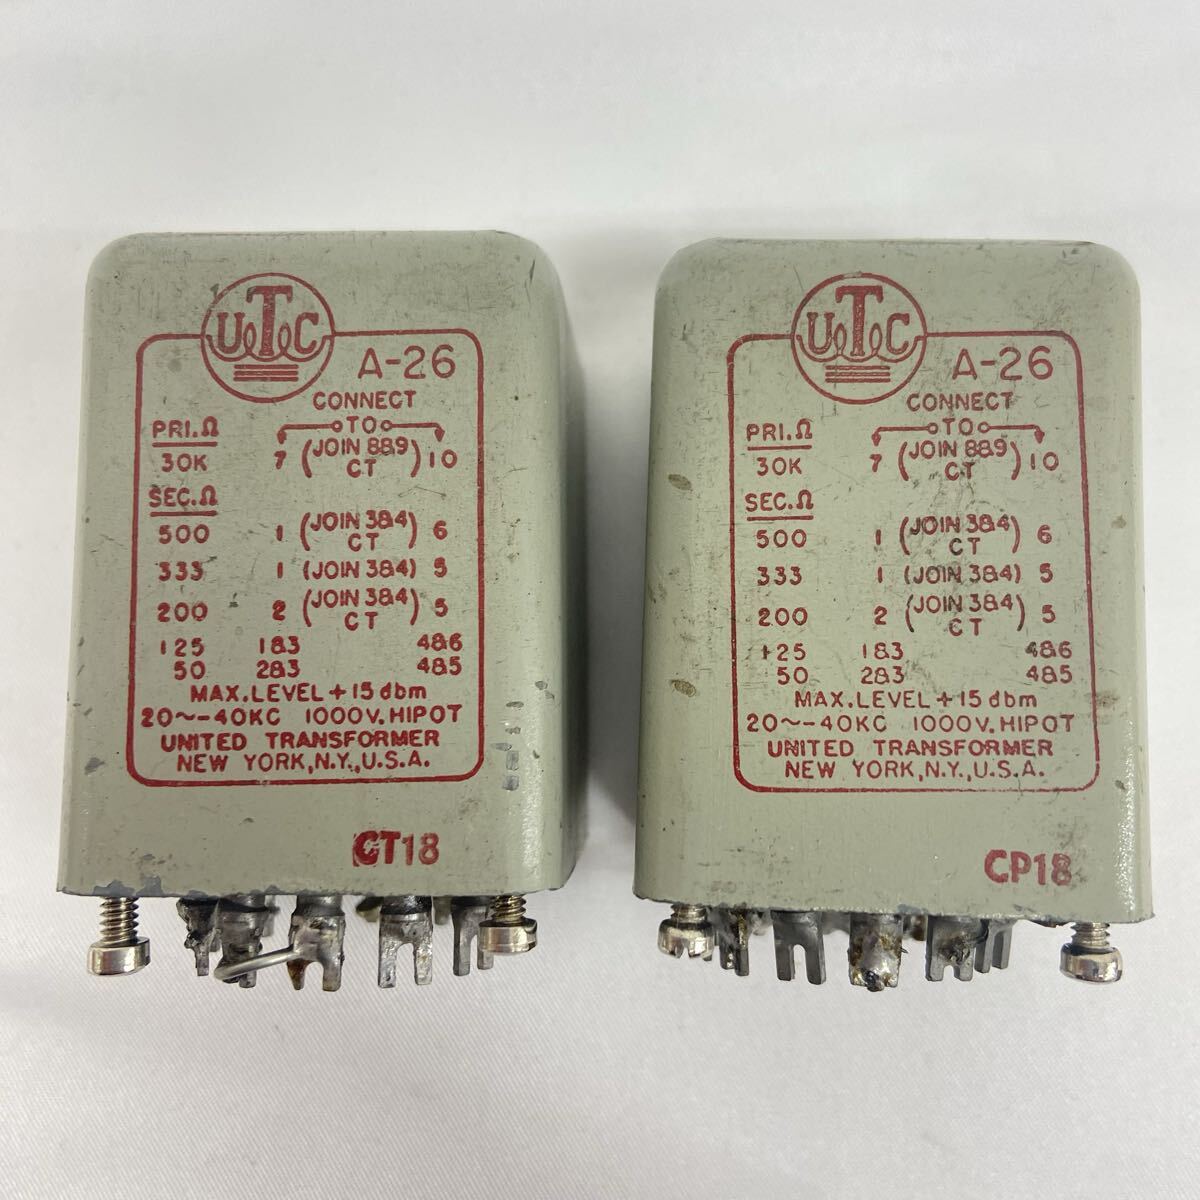 UTC
A-26
CONNECT
PRI.Ω TO
30K 7 (JOIN 8&9 CT) 10
SEC.Ω
500 1 (JOIN 3&4 CT) 6
333 1 (JOIN 3&4) 5
200 2 (JOIN 3&4 CT) 5
125 1&3 4&6
50 2&3 4&5
MAX.LEVEL +15 dbm
20~-40KC 1000V.HIPOT
UNITED TRANSFORMER
NEW YORK, N.Y., U.S.A.
CT18
UTC
A-26
CONNECT
PRI.Ω TO
30K 7 (JOIN 8&9 CT) 10
SEC.Ω
500 1 (JOIN 3&4 CT) 6
333 1 (JOIN 3&4) 5
200 2 (JOIN 3&4 CT) 5
125 1&3 4&6
50 2&3 4&5
MAX.LEVEL +15 dbm
20~-40KC 1000V.HIPOT
UNITED TRANSFORMER
NEW YORK, N.Y., U.S.A.
CP18